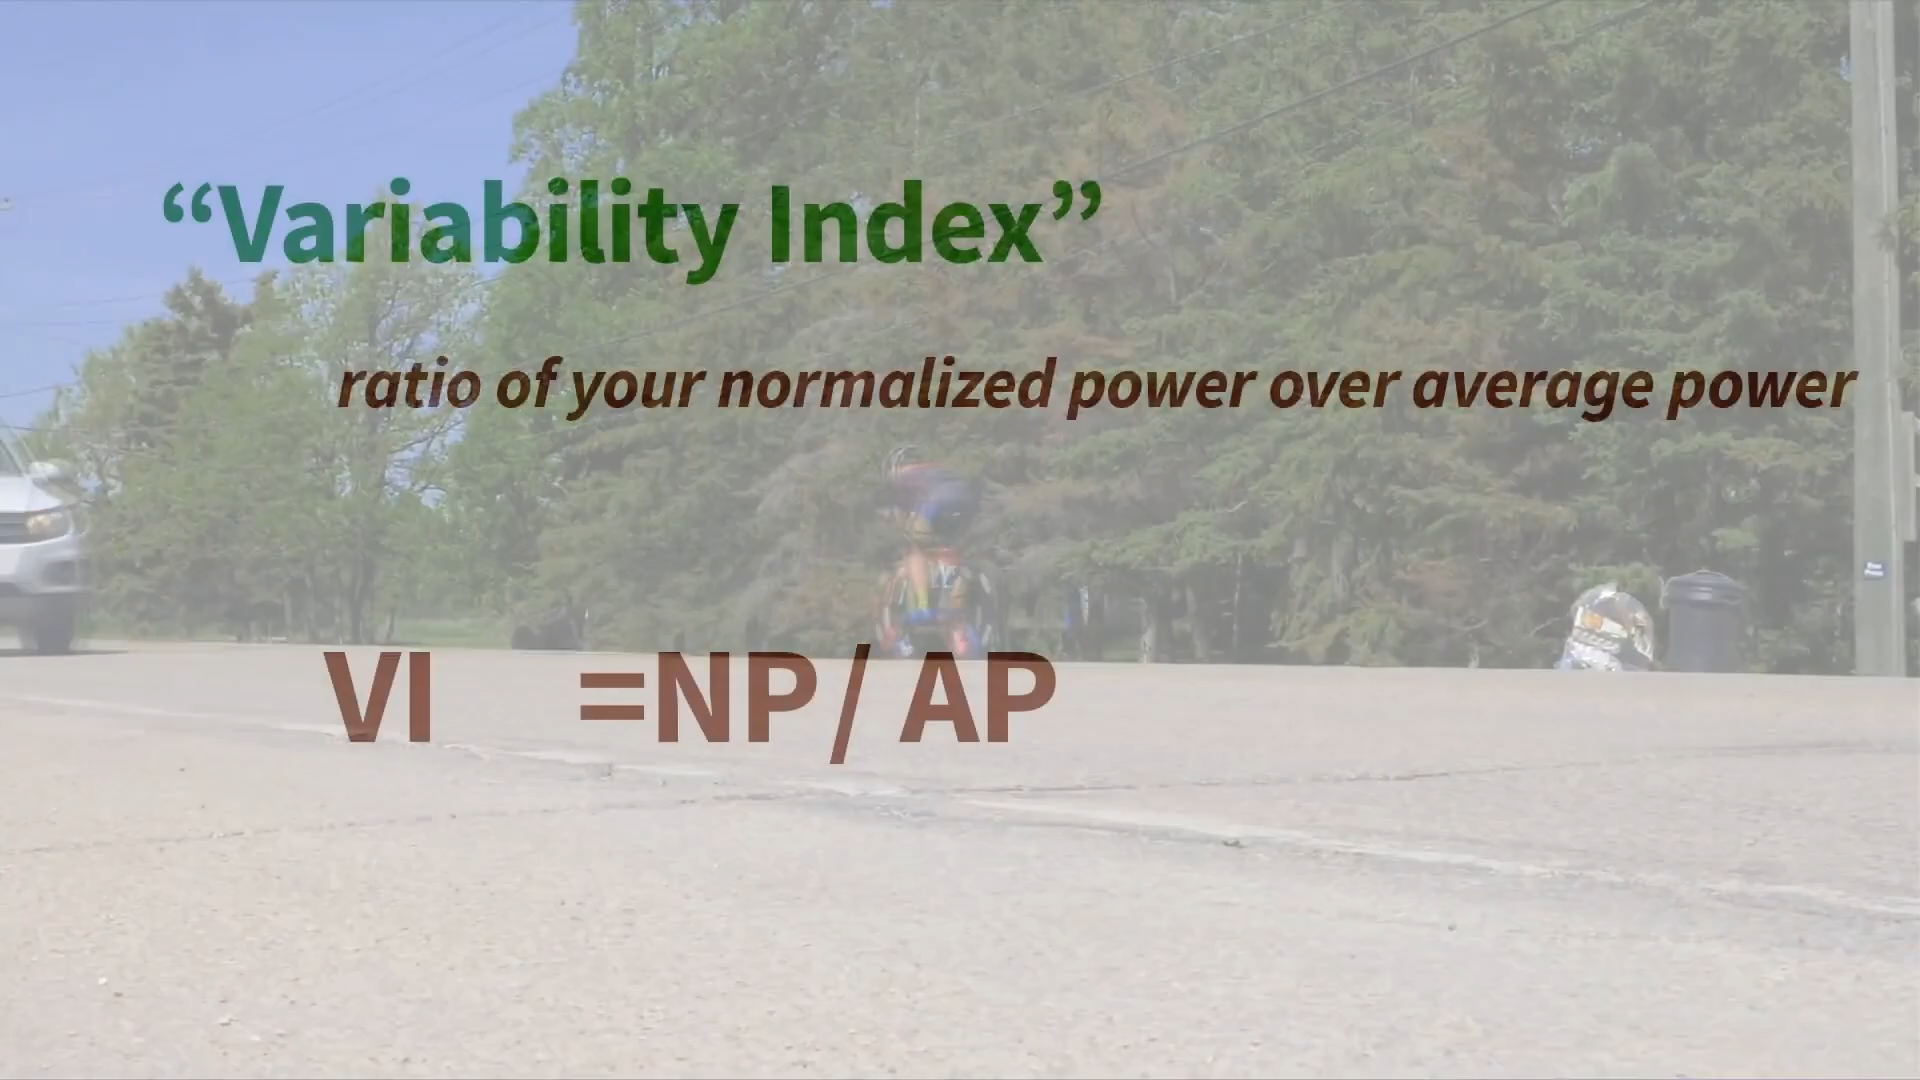 “Variability Index”
ratio of your normalized power over average power
VI =NP/ AP